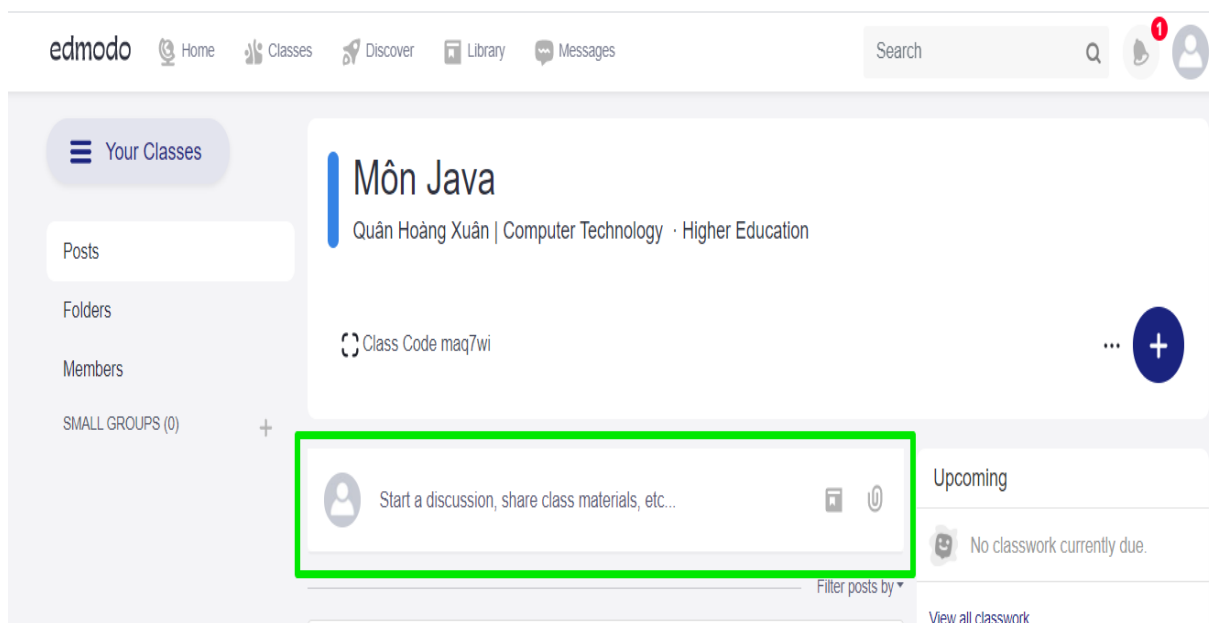 edmodo Home Classes Discover Library Messages Search 1
Your Classes
Posts
Folders
Members
SMALL GROUPS (0) +
Môn Java
Quân Hoàng Xuân | Computer Technology · Higher Education
Class Code maq7wi ... +
Start a discussion, share class materials, etc...
Filter posts by
Upcoming
No classwork currently due.
View all classwork